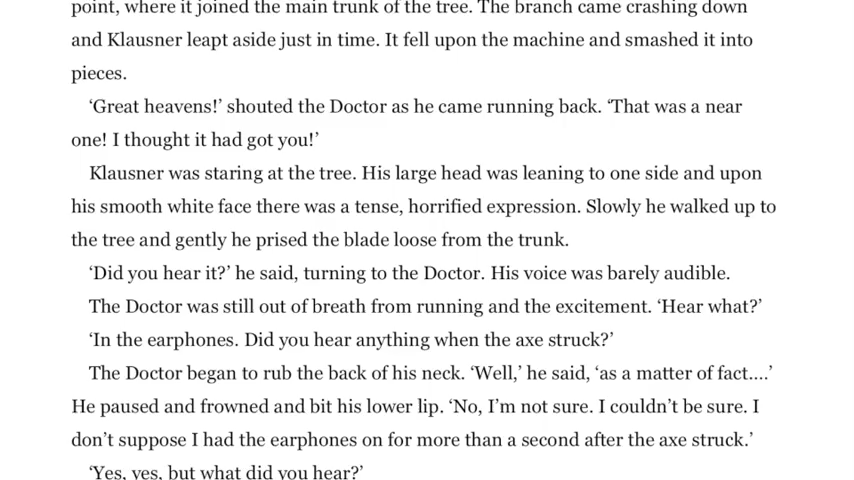 point, where it joined the main trunk of the tree. The branch came crashing down
and Klausner leapt aside just in time. It fell upon the machine and smashed it into
pieces.
‘Great heavens!’ shouted the Doctor as he came running back. ‘That was a near
one! I thought it had got you!’
Klausner was staring at the tree. His large head was leaning to one side and upon
his smooth white face there was a tense, horrified expression. Slowly he walked up to
the tree and gently he prised the blade loose from the trunk.
‘Did you hear it?’ he said, turning to the Doctor. His voice was barely audible.
The Doctor was still out of breath from running and the excitement. ‘Hear what?’
‘In the earphones. Did you hear anything when the axe struck?’
The Doctor began to rub the back of his neck. ‘Well,’ he said, ‘as a matter of fact....’
He paused and frowned and bit his lower lip. ‘No, I’m not sure. I couldn’t be sure. I
don’t suppose I had the earphones on for more than a second after the axe struck.’
‘Yes, yes, but what did you hear?’